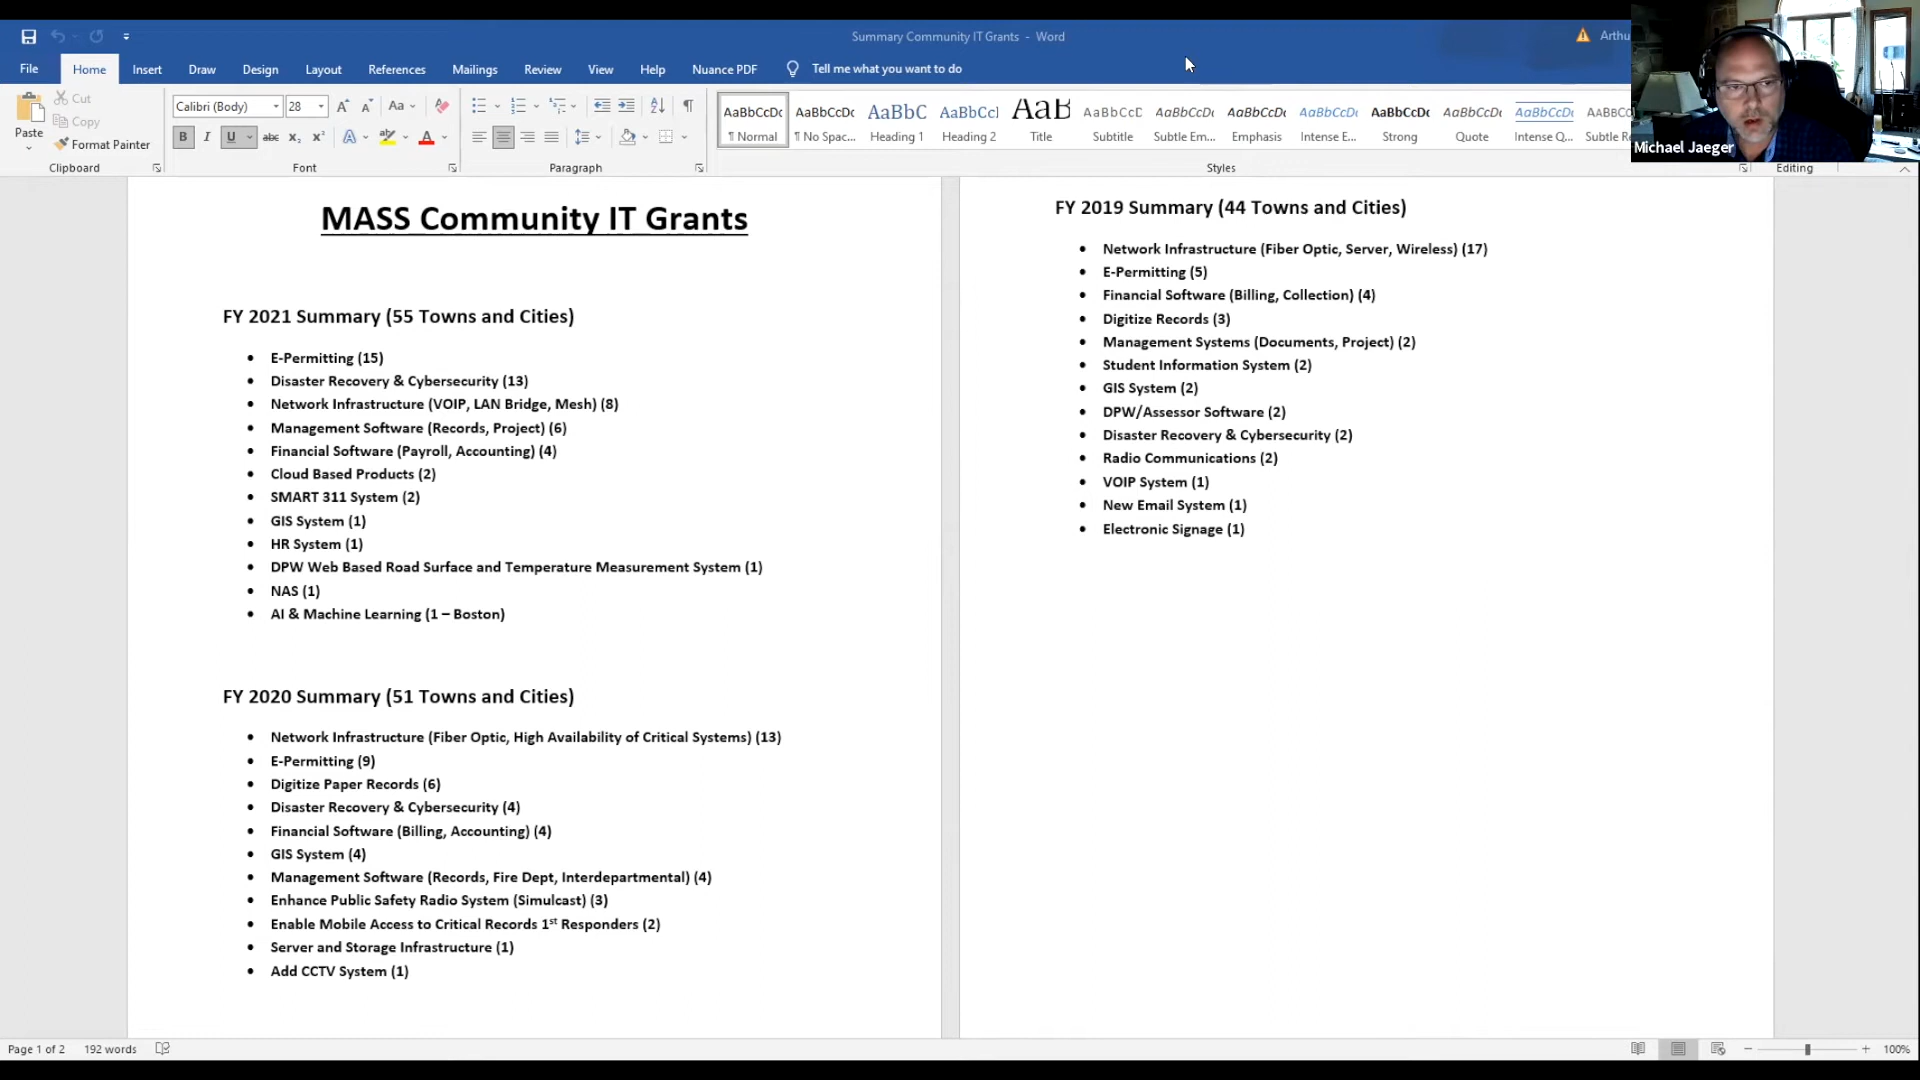 Summary Community IT Grants - Word
Arthu
File Home Insert Draw Design Layout References Mailings Review View Help Nuance PDF Tell me what you want to do
Michael Jaeger
Paste
Cut
Copy
Format Painter
Clipboard
Calibri (Body) 28
Font
Paragraph
AaBbCcDc AaBbCcDc AaBbC AaBbCcI AaB AaBbCcD AaBbCcDc AaBbCcDc AaBbCcDc AaBbCcDc AaBbCcDc AaBbCcDc AABBCC
¶ Normal ¶ No Spac... Heading 1 Heading 2 Title Subtitle Subtle Em... Emphasis Intense E... Strong Quote Intense Q... Subtle Re
Styles
Editing
MASS Community IT Grants
FY 2021 Summary (55 Towns and Cities)
• E-Permitting (15)
• Disaster Recovery & Cybersecurity (13)
• Network Infrastructure (VOIP, LAN Bridge, Mesh) (8)
• Management Software (Records, Project) (6)
• Financial Software (Payroll, Accounting) (4)
• Cloud Based Products (2)
• SMART 311 System (2)
• GIS System (1)
• HR System (1)
• DPW Web Based Road Surface and Temperature Measurement System (1)
• NAS (1)
• AI & Machine Learning (1 – Boston)
FY 2020 Summary (51 Towns and Cities)
• Network Infrastructure (Fiber Optic, High Availability of Critical Systems) (13)
• E-Permitting (9)
• Digitize Paper Records (6)
• Disaster Recovery & Cybersecurity (4)
• Financial Software (Billing, Accounting) (4)
• GIS System (4)
• Management Software (Records, Fire Dept, Interdepartmental) (4)
• Enhance Public Safety Radio System (Simulcast) (3)
• Enable Mobile Access to Critical Records 1st Responders (2)
• Server and Storage Infrastructure (1)
• Add CCTV System (1)
FY 2019 Summary (44 Towns and Cities)
• Network Infrastructure (Fiber Optic, Server, Wireless) (17)
• E-Permitting (5)
• Financial Software (Billing, Collection) (4)
• Digitize Records (3)
• Management Systems (Documents, Project) (2)
• Student Information System (2)
• GIS System (2)
• DPW/Assessor Software (2)
• Disaster Recovery & Cybersecurity (2)
• Radio Communications (2)
• VOIP System (1)
• New Email System (1)
• Electronic Signage (1)
Page 1 of 2 192 words 100%